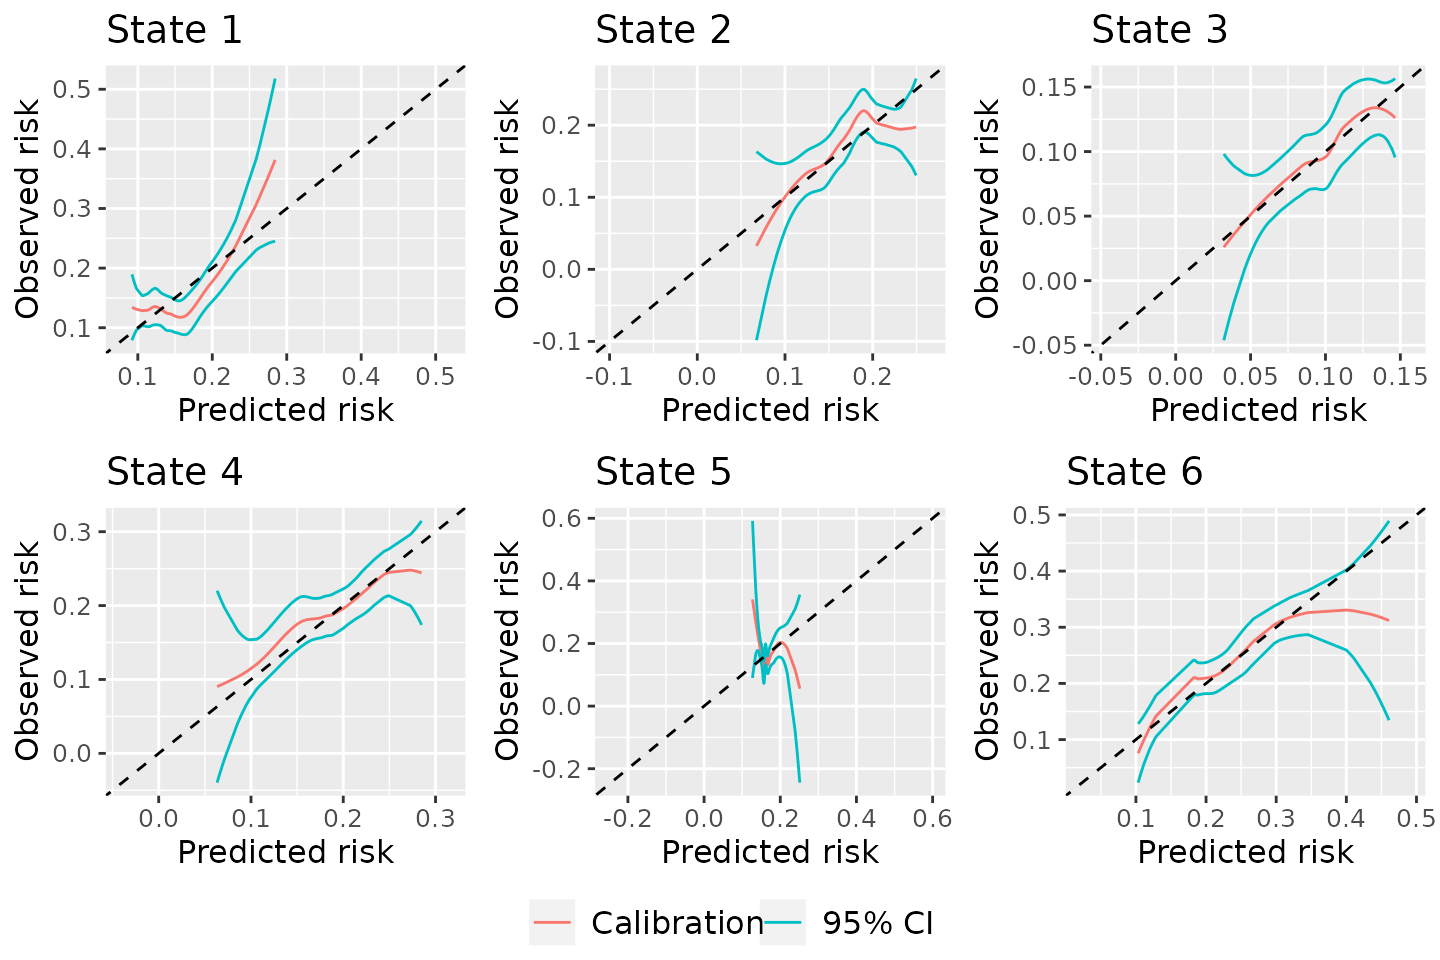 State 1
State 2
State 3
Observed risk
0.5
0.4
0.3
0.2
0.1
0.1
0.2
0.3
0.4
0.5
Predicted risk
Observed risk
0.2
0.1
0.0
-0.1
-0.1
0.0
0.1
0.2
Predicted risk
Observed risk
0.15
0.10
0.05
0.00
-0.05
-0.05
0.00
0.05
0.10
0.15
Predicted risk
State 4
State 5
State 6
Observed risk
0.3
0.2
0.1
0.0
0.0
0.1
0.2
0.3
Predicted risk
Observed risk
0.6
0.4
0.2
0.0
-0.2
-0.2
0.0
0.2
0.4
0.6
Predicted risk
Observed risk
0.5
0.4
0.3
0.2
0.1
0.1
0.2
0.3
0.4
0.5
Predicted risk
Calibration
95% CI